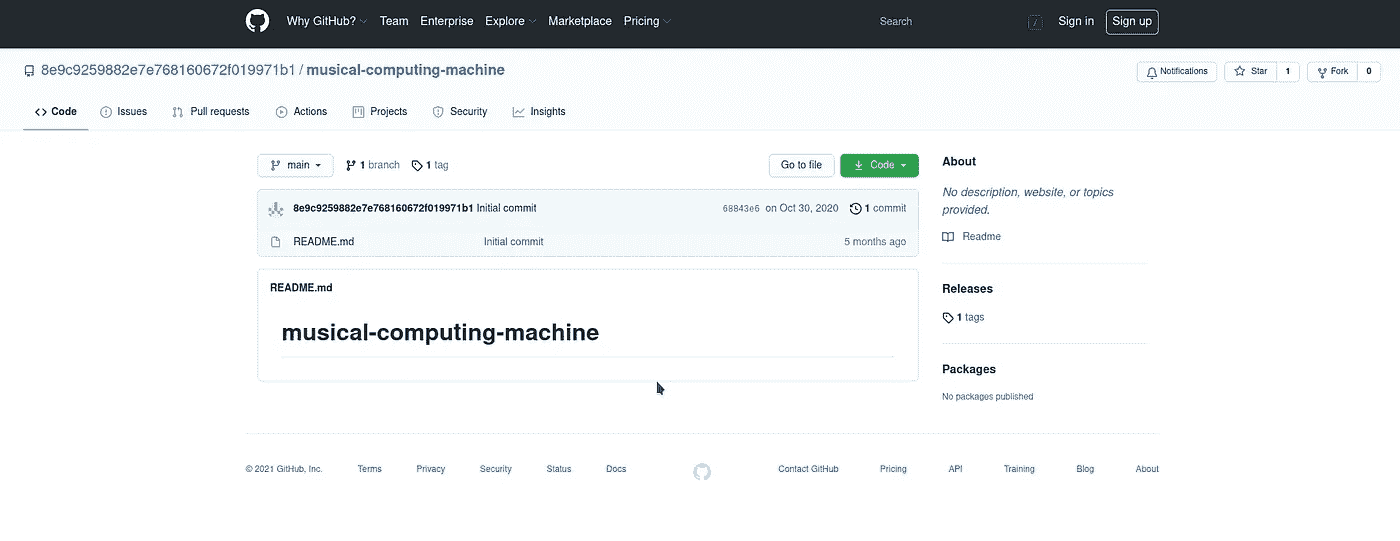 Why GitHub? Team Enterprise Explore Marketplace Pricing Search / Sign in Sign up
8e9c9259882e7e768160672f019971b1 / musical-computing-machine Notifications Star 1 Fork 0
Code Issues Pull requests Actions Projects Security Insights
main 1 branch 1 tag Go to file Code
8e9c9259882e7e768160672f019971b1 Initial commit 68843e6 on Oct 30, 2020 1 commit
README.md Initial commit 5 months ago
README.md
musical-computing-machine
About
No description, website, or topics
provided.
Readme
Releases
1 tags
Packages
No packages published
© 2021 GitHub, Inc. Terms Privacy Security Status Docs Contact GitHub Pricing API Training Blog About